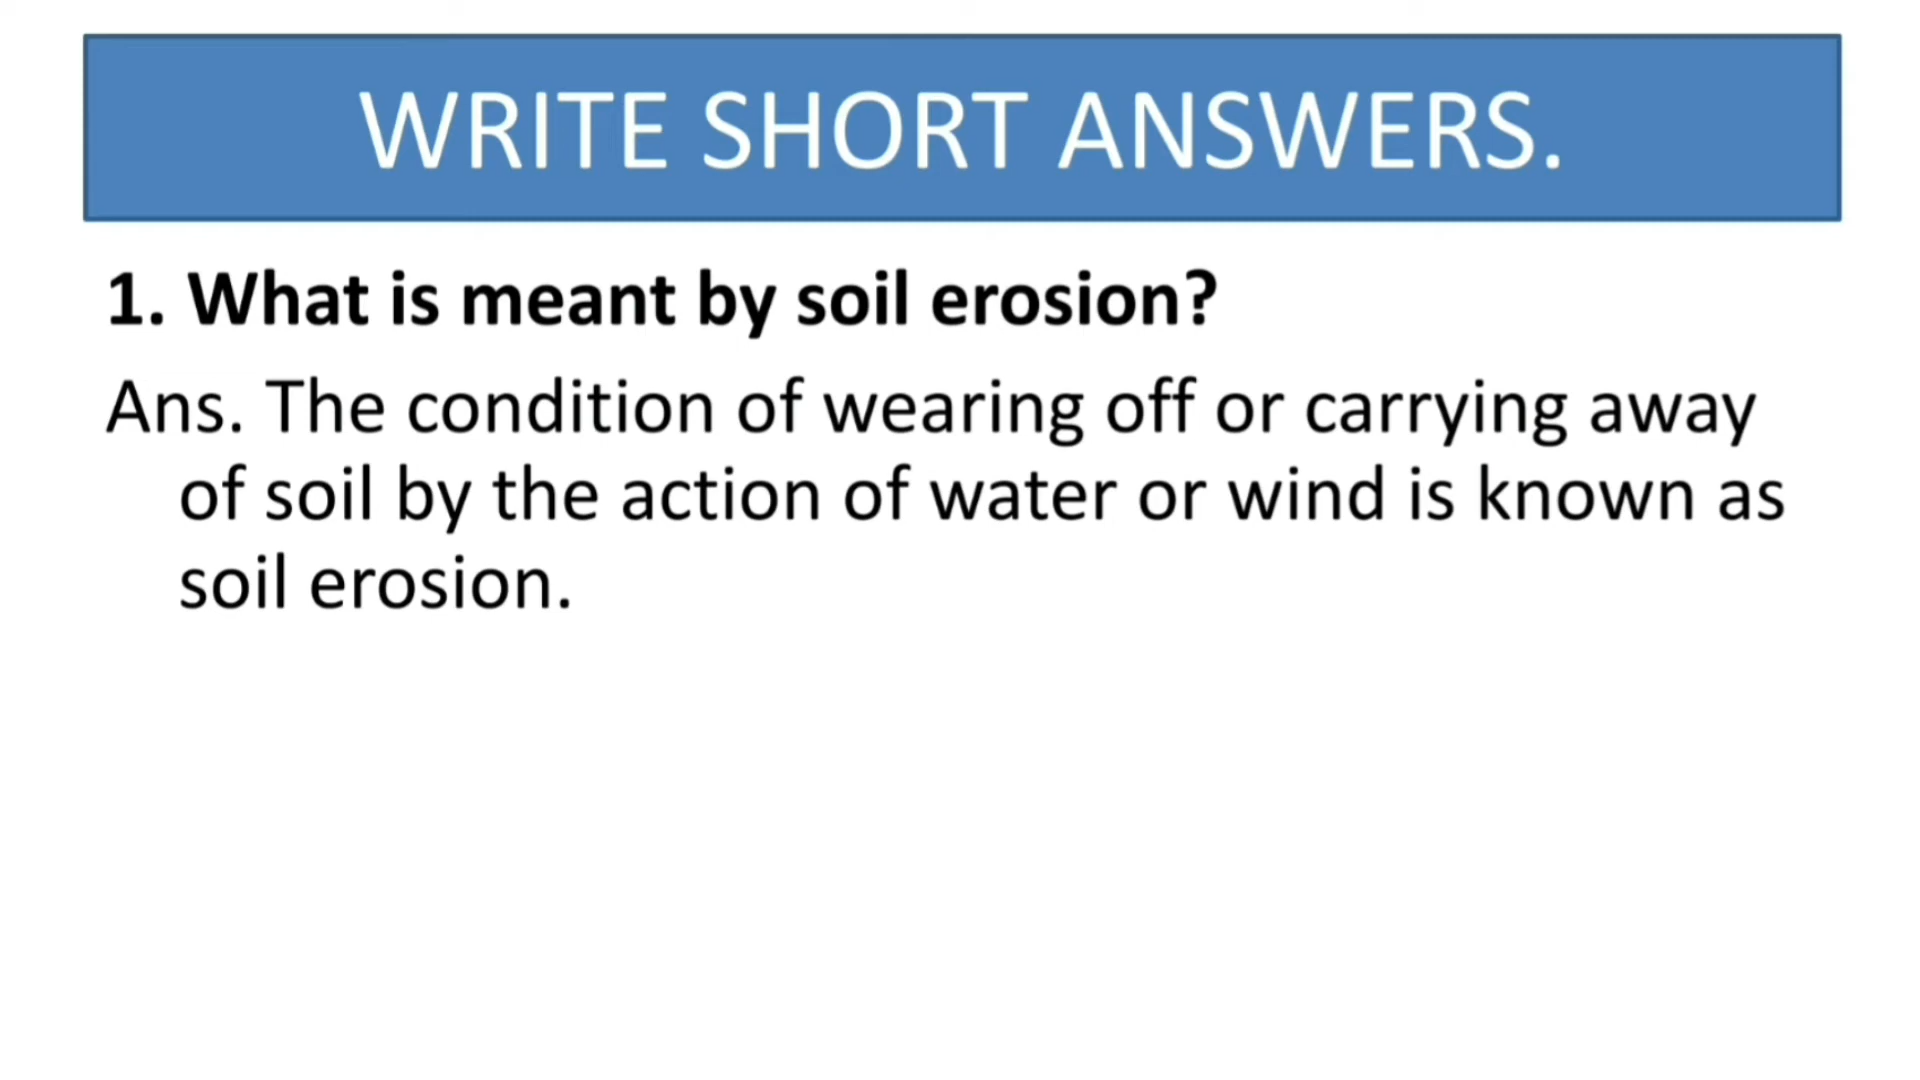 WRITE SHORT ANSWERS.
1. What is meant by soil erosion?
Ans. The condition of wearing off or carrying away
of soil by the action of water or wind is known as
soil erosion.